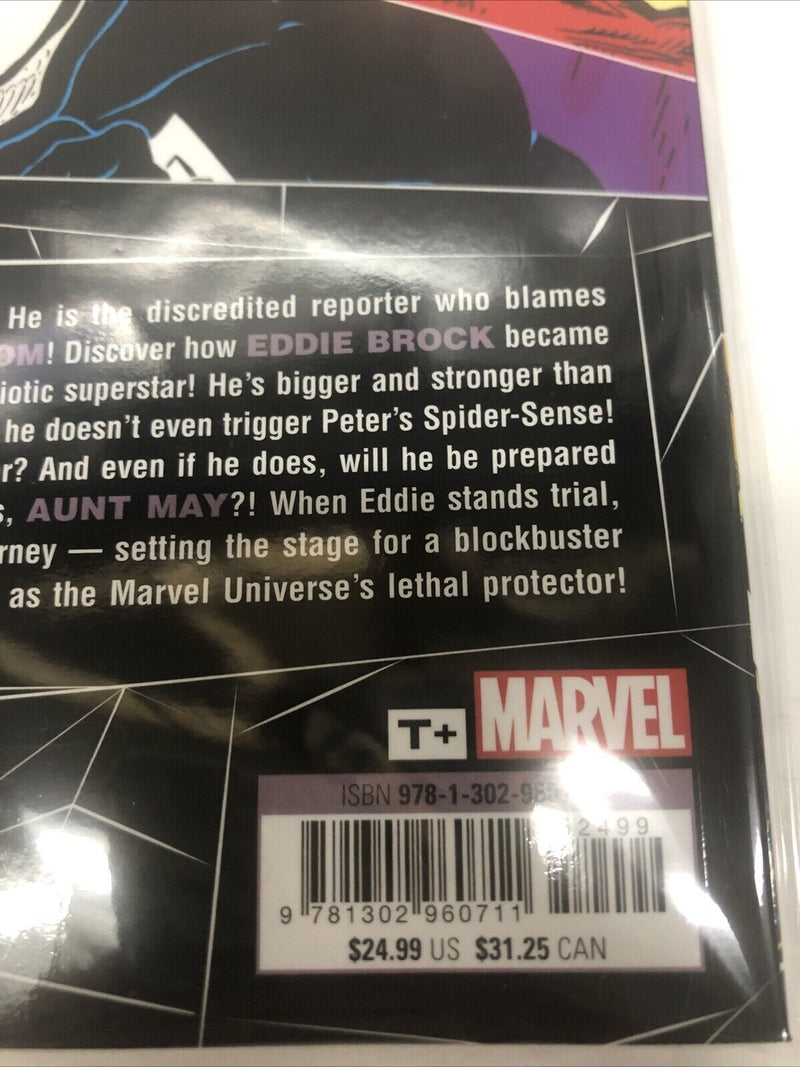 He is the discredited reporter who blames
OM! Discover how EDDIE BROCK became
iotic superstar! He's bigger and stronger than
he doesn't even trigger Peter's Spider-Sense!
r? And even if he does, will he be prepared
s, AUNT MAY?! When Eddie stands trial,
rney — setting the stage for a blockbuster
as the Marvel Universe's lethal protector!
T+
MARVEL
ISBN 978-1-302-9
52499
9 781302 960711
$24.99 US $31.25 CAN